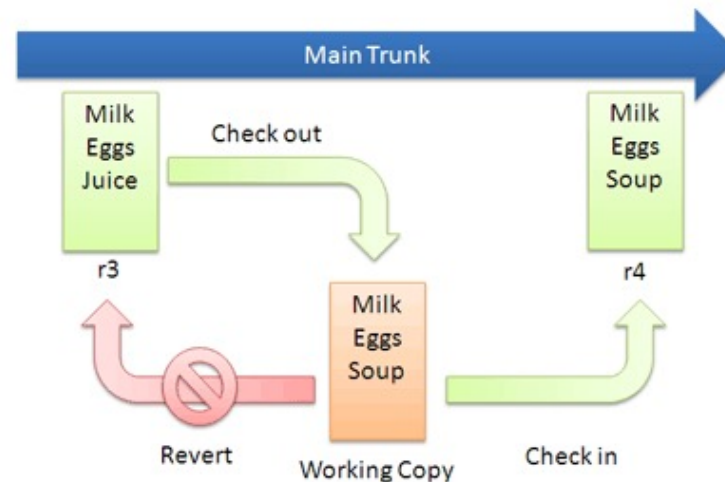 Main Trunk
Milk
Eggs
Juice
r3
Check out
Milk
Eggs
Soup
r4
Milk
Eggs
Soup
Working Copy
Revert
Check in